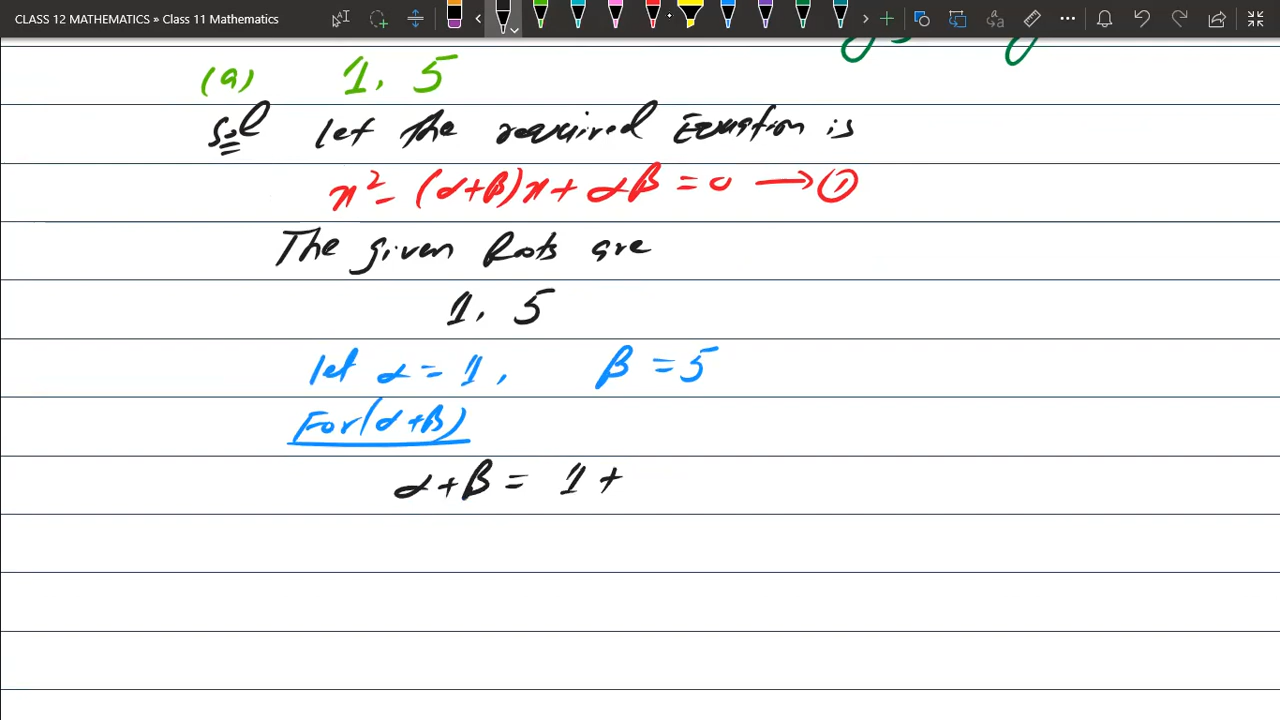 CLASS 12 MATHEMATICS » Class 11 Mathematics
(a) 1, 5
Sol let the required Equation is
x² - (α+β)x + αβ = 0 → ①
The given Roots are
1, 5
let α = 1, β = 5
For(α+β)
α+β = 1 +